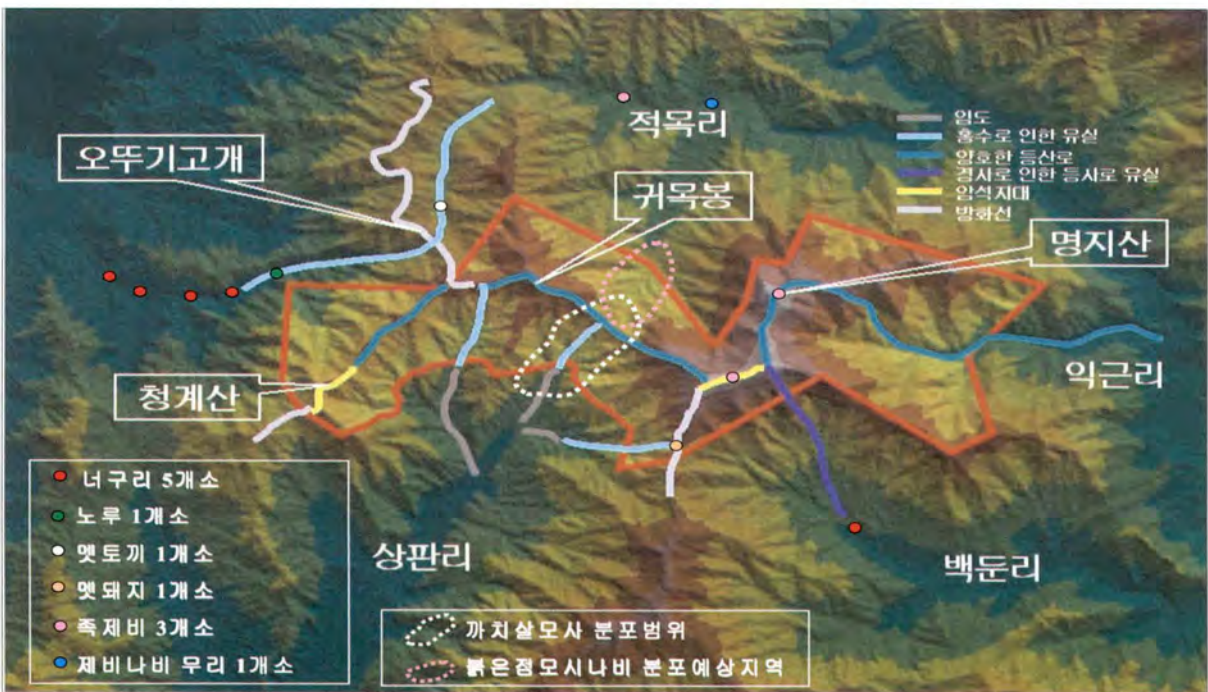 적목리
오뚜기고개
귀목봉
명지산
임도
홍수로 인한 유실
양호한 등산로
경사로 인한 등사로 유실
암석지대
방화선
익근리
청계산
상판리
백둔리
너구리 5개소
노루 1개소
멧토끼 1개소
멧돼지 1개소
족제비 3개소
제비나비 무리 1개소
까치살모사 분포범위
붉은점모시나비 분포예상지역